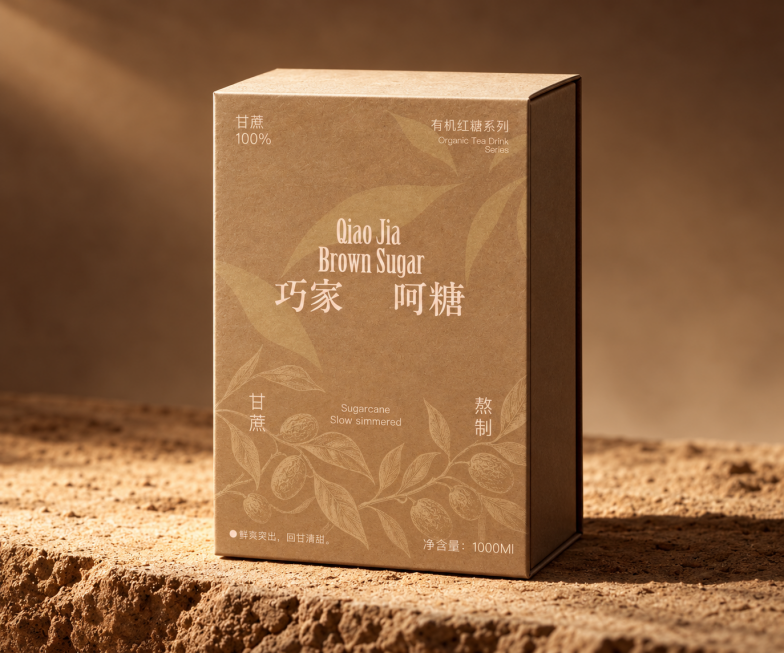 甘蔗
100%
有机红糖系列
Organic Tea Drink
Series
Qiao Jia
Brown Sugar
巧家 呵糖
甘蔗
Sugarcane
Slow simmered
熬制
鲜爽突出，回甘清甜。
净含量：1000Ml